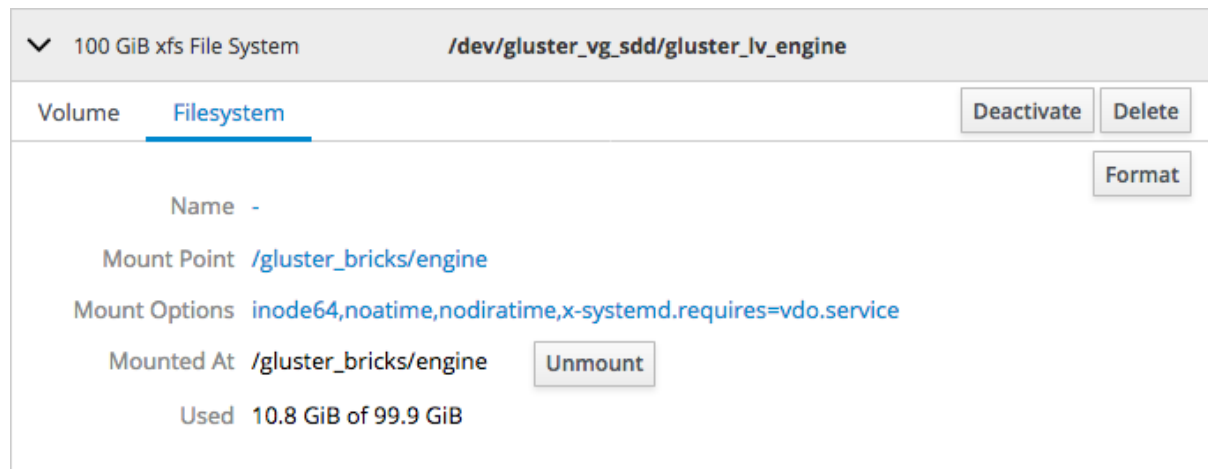 100 GiB xfs File System /dev/gluster_vg_sdd/gluster_lv_engine
Volume Filesystem Deactivate Delete
Format
Name -
Mount Point /gluster_bricks/engine
Mount Options inode64,noatime,nodiratime,x-systemd.requires=vdo.service
Mounted At /gluster_bricks/engine Unmount
Used 10.8 GiB of 99.9 GiB